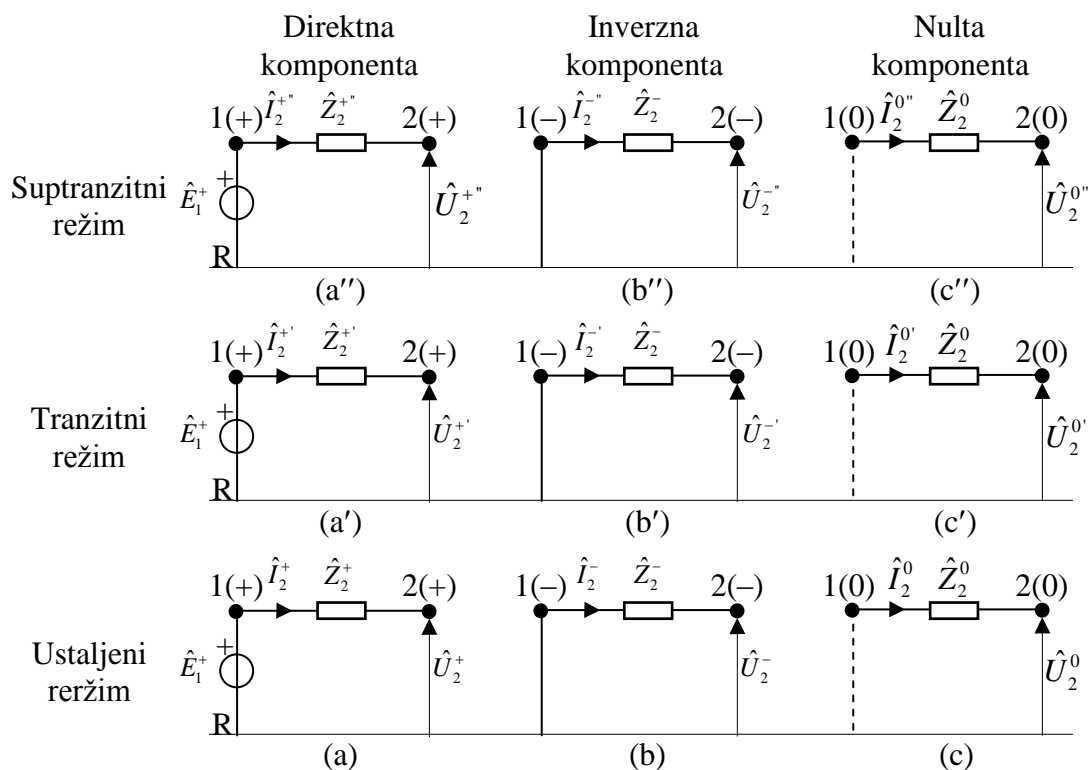 Direktna komponenta
Inverzna komponenta
Nulta komponenta
Suptranzitni režim
1(+) Î₂⁺" Ẑ₂⁺" 2(+)
+
Ê₁⁺
Û₂⁺"
R
(a")
1(–) Î₂⁻" Ẑ₂⁻ 2(–)
Û₂⁻"
(b")
1(0) Î₂⁰" Ẑ₂⁰ 2(0)
Û₂⁰"
(c")
Tranzitni režim
1(+) Î₂⁺' Ẑ₂⁺' 2(+)
+
Ê₁⁺
Û₂⁺'
R
(a')
1(–) Î₂⁻' Ẑ₂⁻ 2(–)
Û₂⁻'
(b')
1(0) Î₂⁰' Ẑ₂⁰ 2(0)
Û₂⁰'
(c')
Ustaljeni reržim
1(+) Î₂⁺ Ẑ₂⁺ 2(+)
+
Ê₁⁺
Û₂⁺
R
(a)
1(–) Î₂⁻ Ẑ₂⁻ 2(–)
Û₂⁻
(b)
1(0) Î₂⁰ Ẑ₂⁰ 2(0)
Û₂⁰
(c)